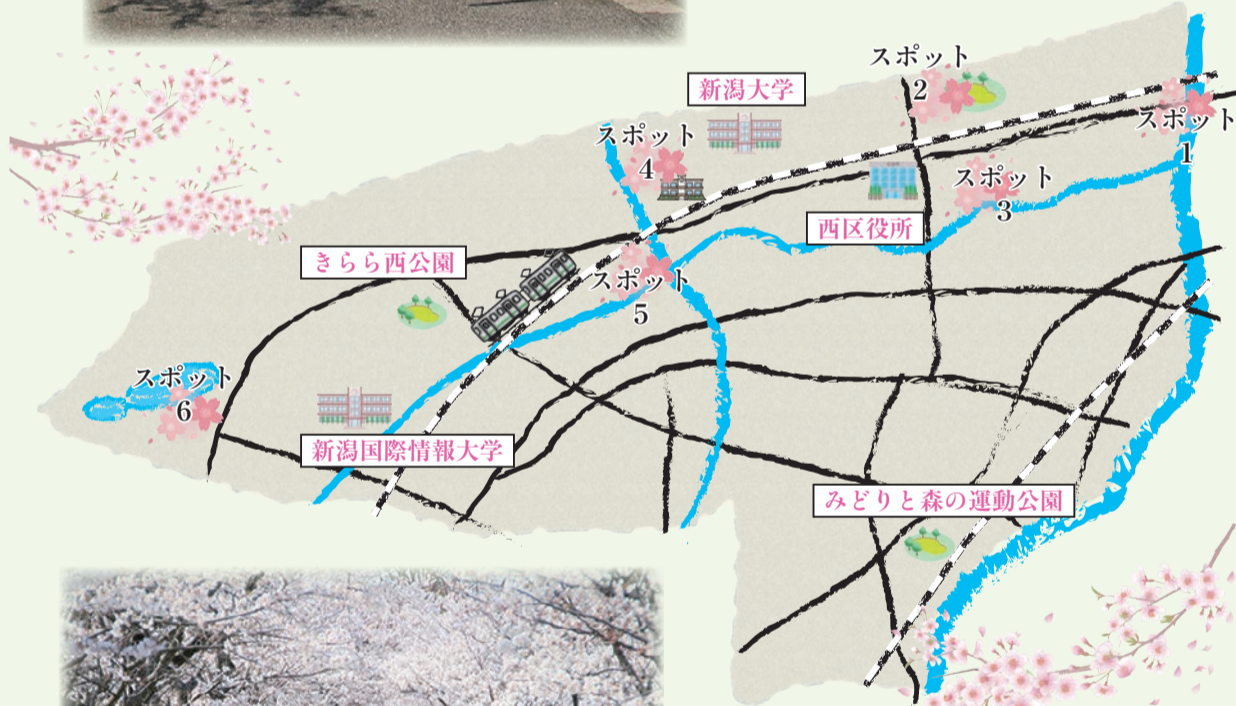 スポット
2
新潟大学
スポット
1
スポット
4
スポット
3
西区役所
きらら西公園
スポット
5
スポット
6
新潟国際情報大学
みどりと森の運動公園